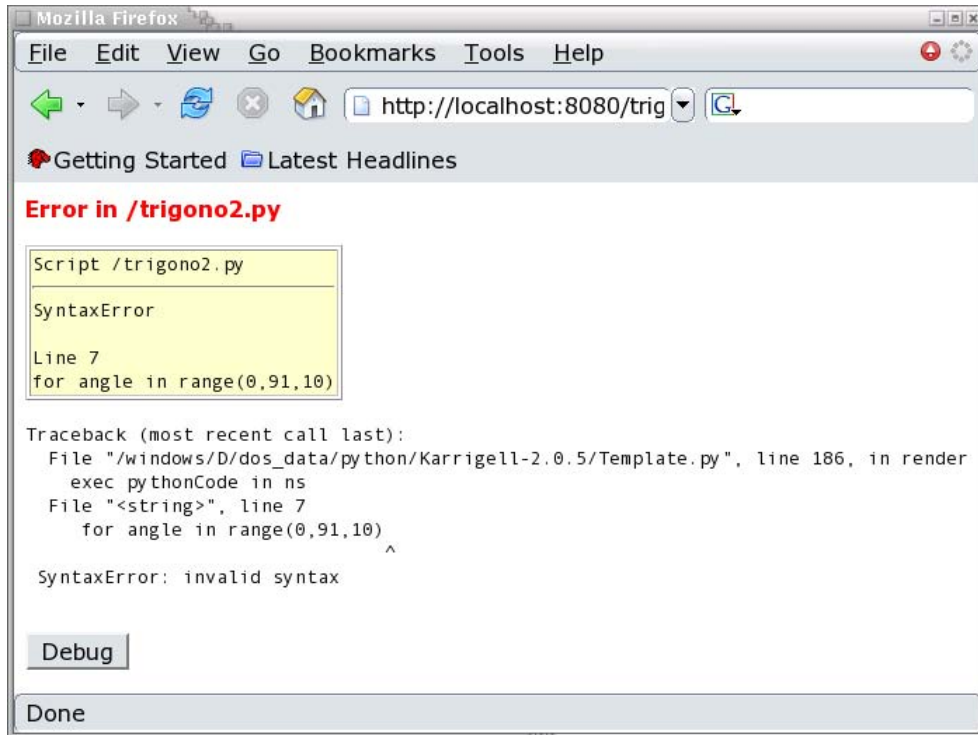 Mozilla Firefox
File Edit View Go Bookmarks Tools Help
http://localhost:8080/trig G
Getting Started Latest Headlines
Error in /trigono2.py
Script /trigono2.py
SyntaxError
Line 7
for angle in range(0,91,10)
Traceback (most recent call last):
  File "/windows/D/dos_data/python/Karrigell-2.0.5/Template.py", line 186, in render
    exec pythonCode in ns
  File "<string>", line 7
     for angle in range(0,91,10)
                                ^
 SyntaxError: invalid syntax
Debug
Done